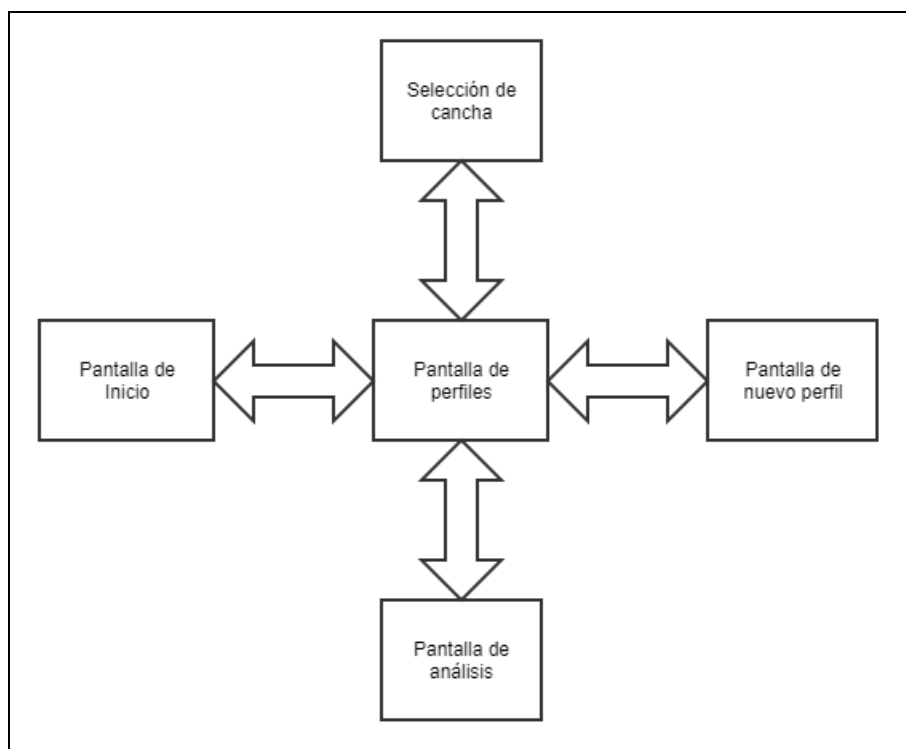 Selección de
cancha
Pantalla de
Inicio
Pantalla de
perfiles
Pantalla de
nuevo perfil
Pantalla de
análisis